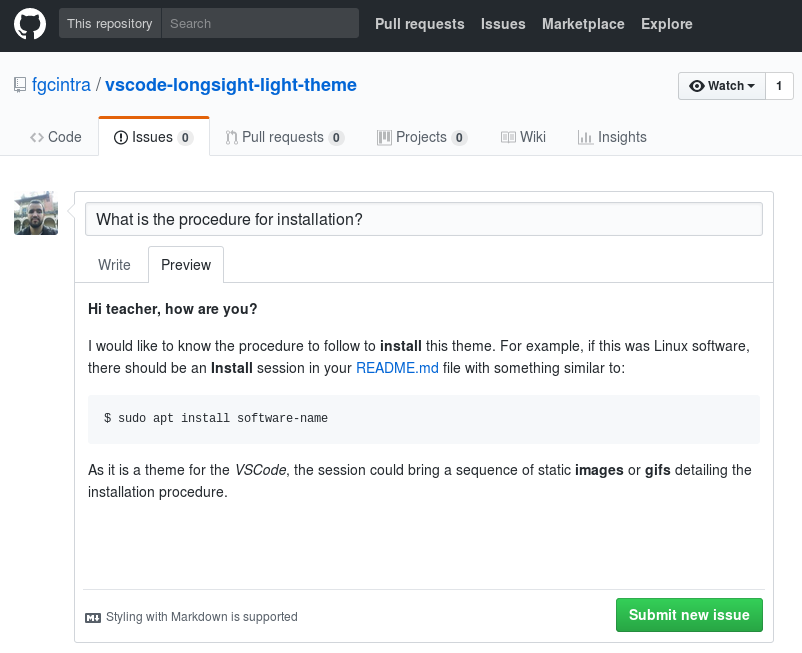 This repository Search Pull requests Issues Marketplace Explore
fgcintra / vscode-longsight-light-theme Watch 1
Code Issues 0 Pull requests 0 Projects 0 Wiki Insights
What is the procedure for installation?
Write Preview
Hi teacher, how are you?
I would like to know the procedure to follow to install this theme. For example, if this was Linux software,
there should be an Install session in your README.md file with something similar to:
$ sudo apt install software-name
As it is a theme for the VSCode, the session could bring a sequence of static images or gifs detailing the
installation procedure.
Styling with Markdown is supported Submit new issue